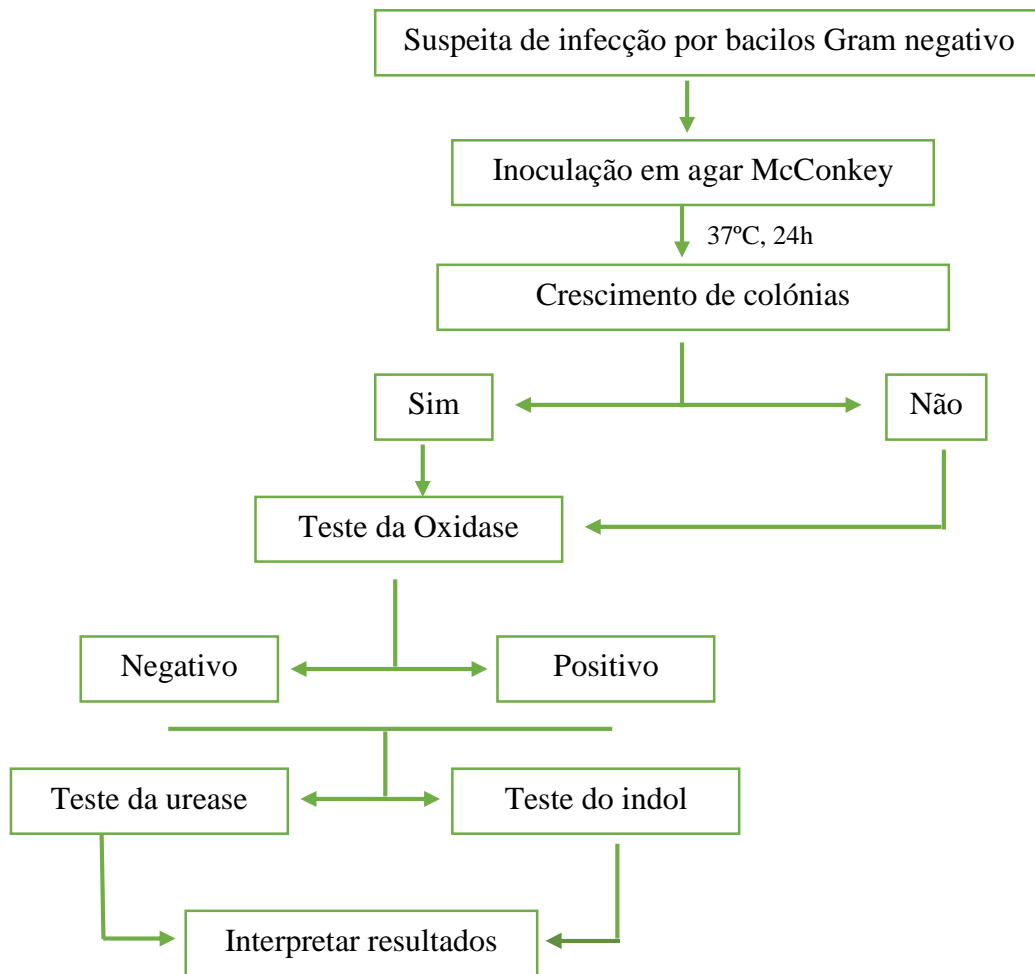 Suspeita de infecção por bacilos Gram negativo
Inoculação em agar McConkey
37ºC, 24h
Crescimento de colónias
Sim
Não
Teste da Oxidase
Negativo
Positivo
Teste da urease
Teste do indol
Interpretar resultados